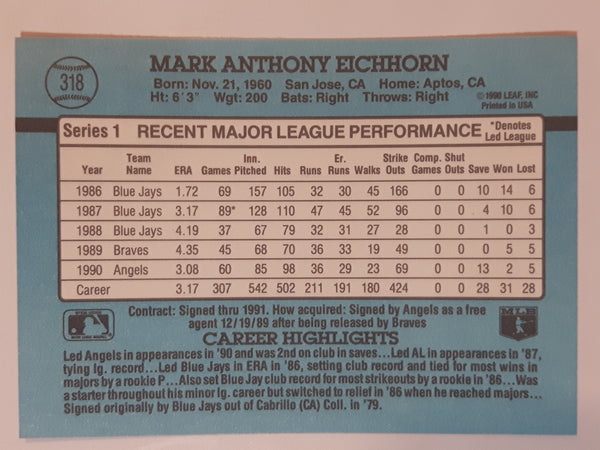 318
MARK ANTHONY EICHHORN
Born: Nov. 21, 1960 San Jose, CA Home: Aptos, CA
Ht: 6'3" Wgt: 200 Bats: Right Throws: Right
©1990 LEAF, INC
Printed in USA
Series 1 RECENT MAJOR LEAGUE PERFORMANCE *Denotes Led League
Year Team Name ERA Games Inn. Pitched Hits Runs Er. Runs Walks Strike Outs Comp. Games Shut Outs Save Won Lost
1986 Blue Jays 1.72 69 157 105 32 30 45 166 0 0 10 14 6
1987 Blue Jays 3.17 89* 128 110 47 45 52 96 0 0 4 10 6
1988 Blue Jays 4.19 37 67 79 32 31 27 28 0 0 1 0 3
1989 Braves 4.35 45 68 70 36 33 19 49 0 0 0 5 5
1990 Angels 3.08 60 85 98 36 29 23 69 0 0 13 2 5
Career 3.17 307 542 502 211 191 180 424 0 0 28 31 28
Contract: Signed thru 1991. How acquired: Signed by Angels as a free
agent 12/19/89 after being released by Braves
MLB
CAREER HIGHLIGHTS
Led Angels in appearances in '90 and was 2nd on club in saves...Led AL in appearances in '87,
tying lg. record...Led Blue Jays in ERA in '86, setting club record and tied for most wins in
majors by a rookie P...Also set Blue Jay club record for most strikeouts by a rookie in '86...Was
a starter throughout his minor lg. career but switched to relief in '86 when he reached majors...
Signed originally by Blue Jays out of Cabrillo (CA) Coll. in '79.